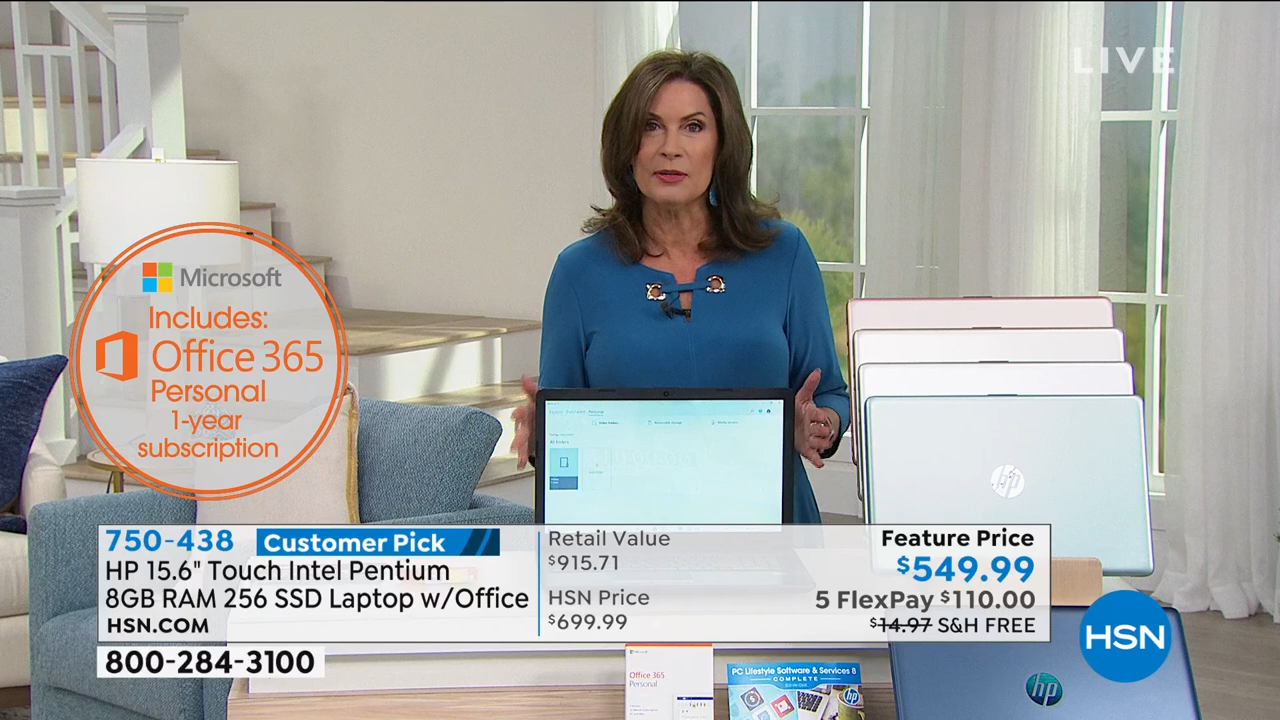 LIVE
Microsoft
Includes:
Office 365
Personal
1-year
subscription
hp
750-438
Customer Pick
HP 15.6" Touch Intel Pentium
8GB RAM 256 SSD Laptop w/Office
HSN.COM
Retail Value
$915.71
HSN Price
$699.99
Feature Price
$549.99
5 FlexPay $110.00
$14.97 S&H FREE
HSN
800-284-3100
Office 365
Personal
PC Lifestyle Software & Services 8
COMPLETE
hp
hp